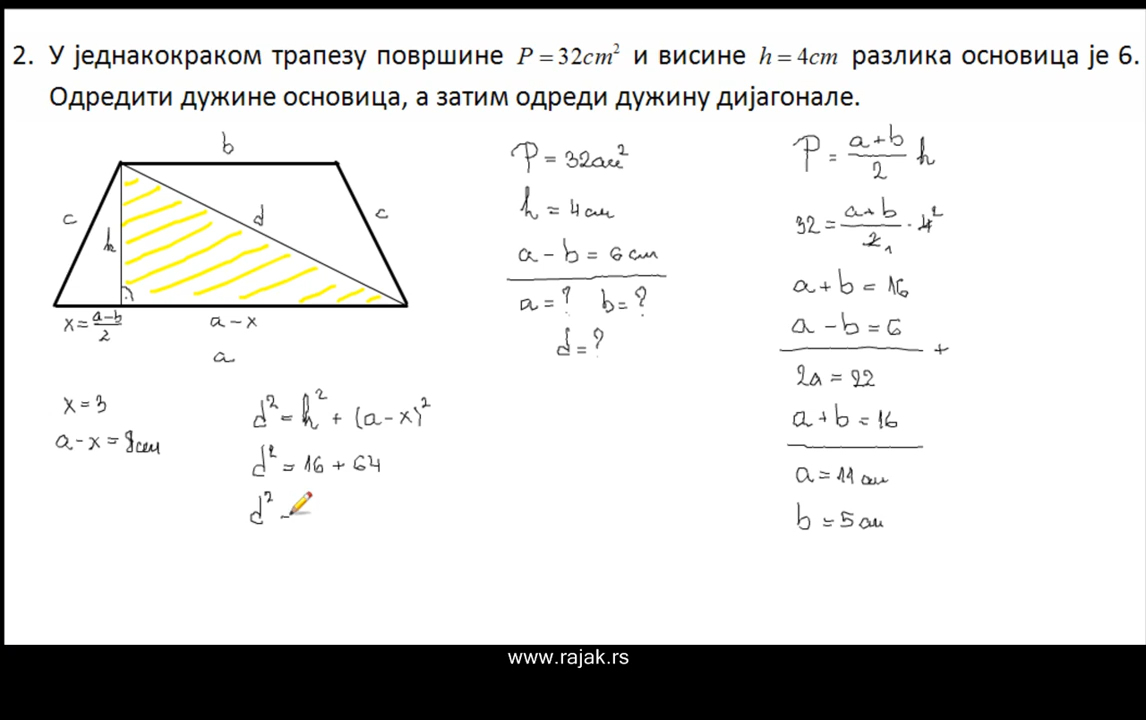 2. У једнакокраком трапезу површине P = 32cm² и висине h = 4cm разлика основица је 6.
Одредити дужине основица, а затим одреди дужину дијагонале.
b
c
h
d
c
x = (a-b)/2
a - x
a
x = 3
a - x = 8cm
d² = h² + (a - x)²
d² = 16 + 64
d² -
P = 32cm²
h = 4cm
a - b = 6cm
a = ? b = ?
d = ?
P = (a+b)/2 h
32 = (a+b)/2 1 · 4 2
a + b = 16
a - b = 6
+
2a = 22
a + b = 16
a = 11cm
b = 5cm
www.rajak.rs